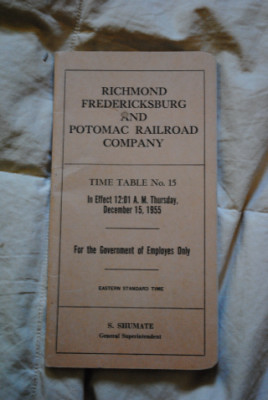 RICHMOND
FREDERICKSBURG
AND
POTOMAC RAILROAD
COMPANY
TIME TABLE No. 15
In Effect 12:01 A. M. Thursday,
December 15, 1955
For the Government of Employes Only
EASTERN STANDARD TIME
S. SHUMATE
General Superintendent